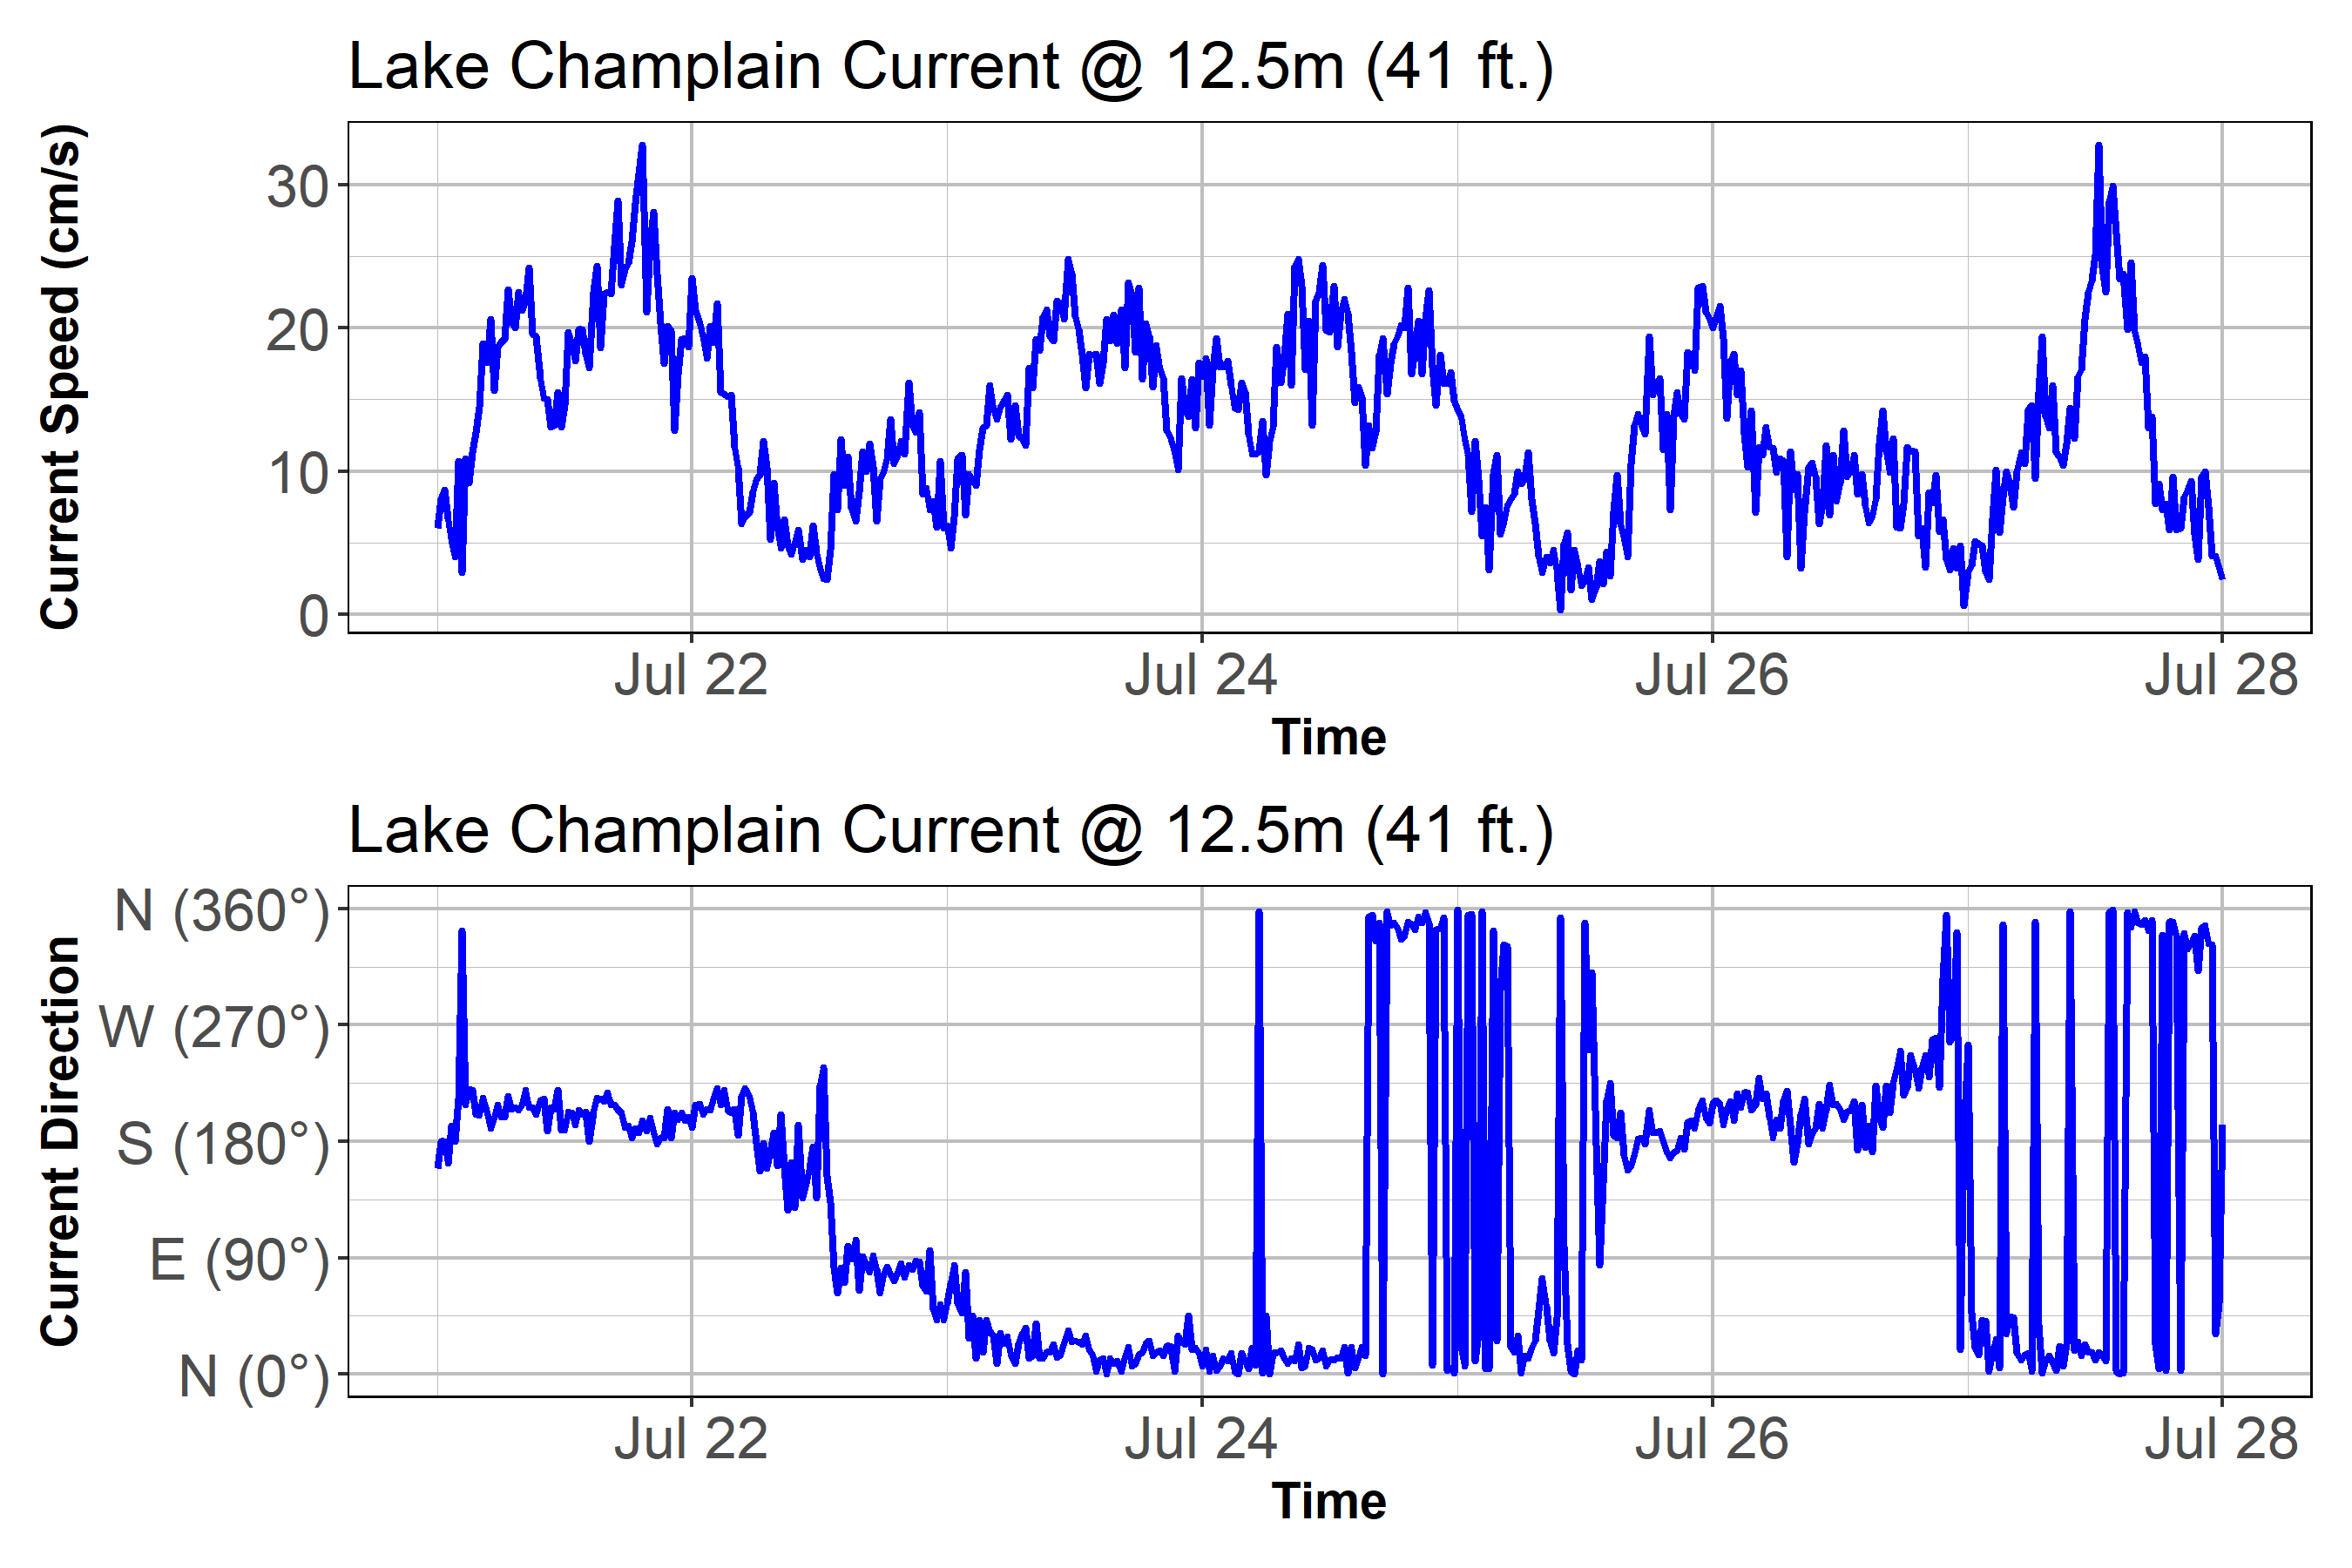 Lake Champlain Current @ 12.5m (41 ft.)
Current Speed (cm/s)
30
20
10
0
Jul 22 Jul 24 Jul 26 Jul 28
Time
Lake Champlain Current @ 12.5m (41 ft.)
Current Direction
N (360°)
W (270°)
S (180°)
E (90°)
N (0°)
Jul 22 Jul 24 Jul 26 Jul 28
Time